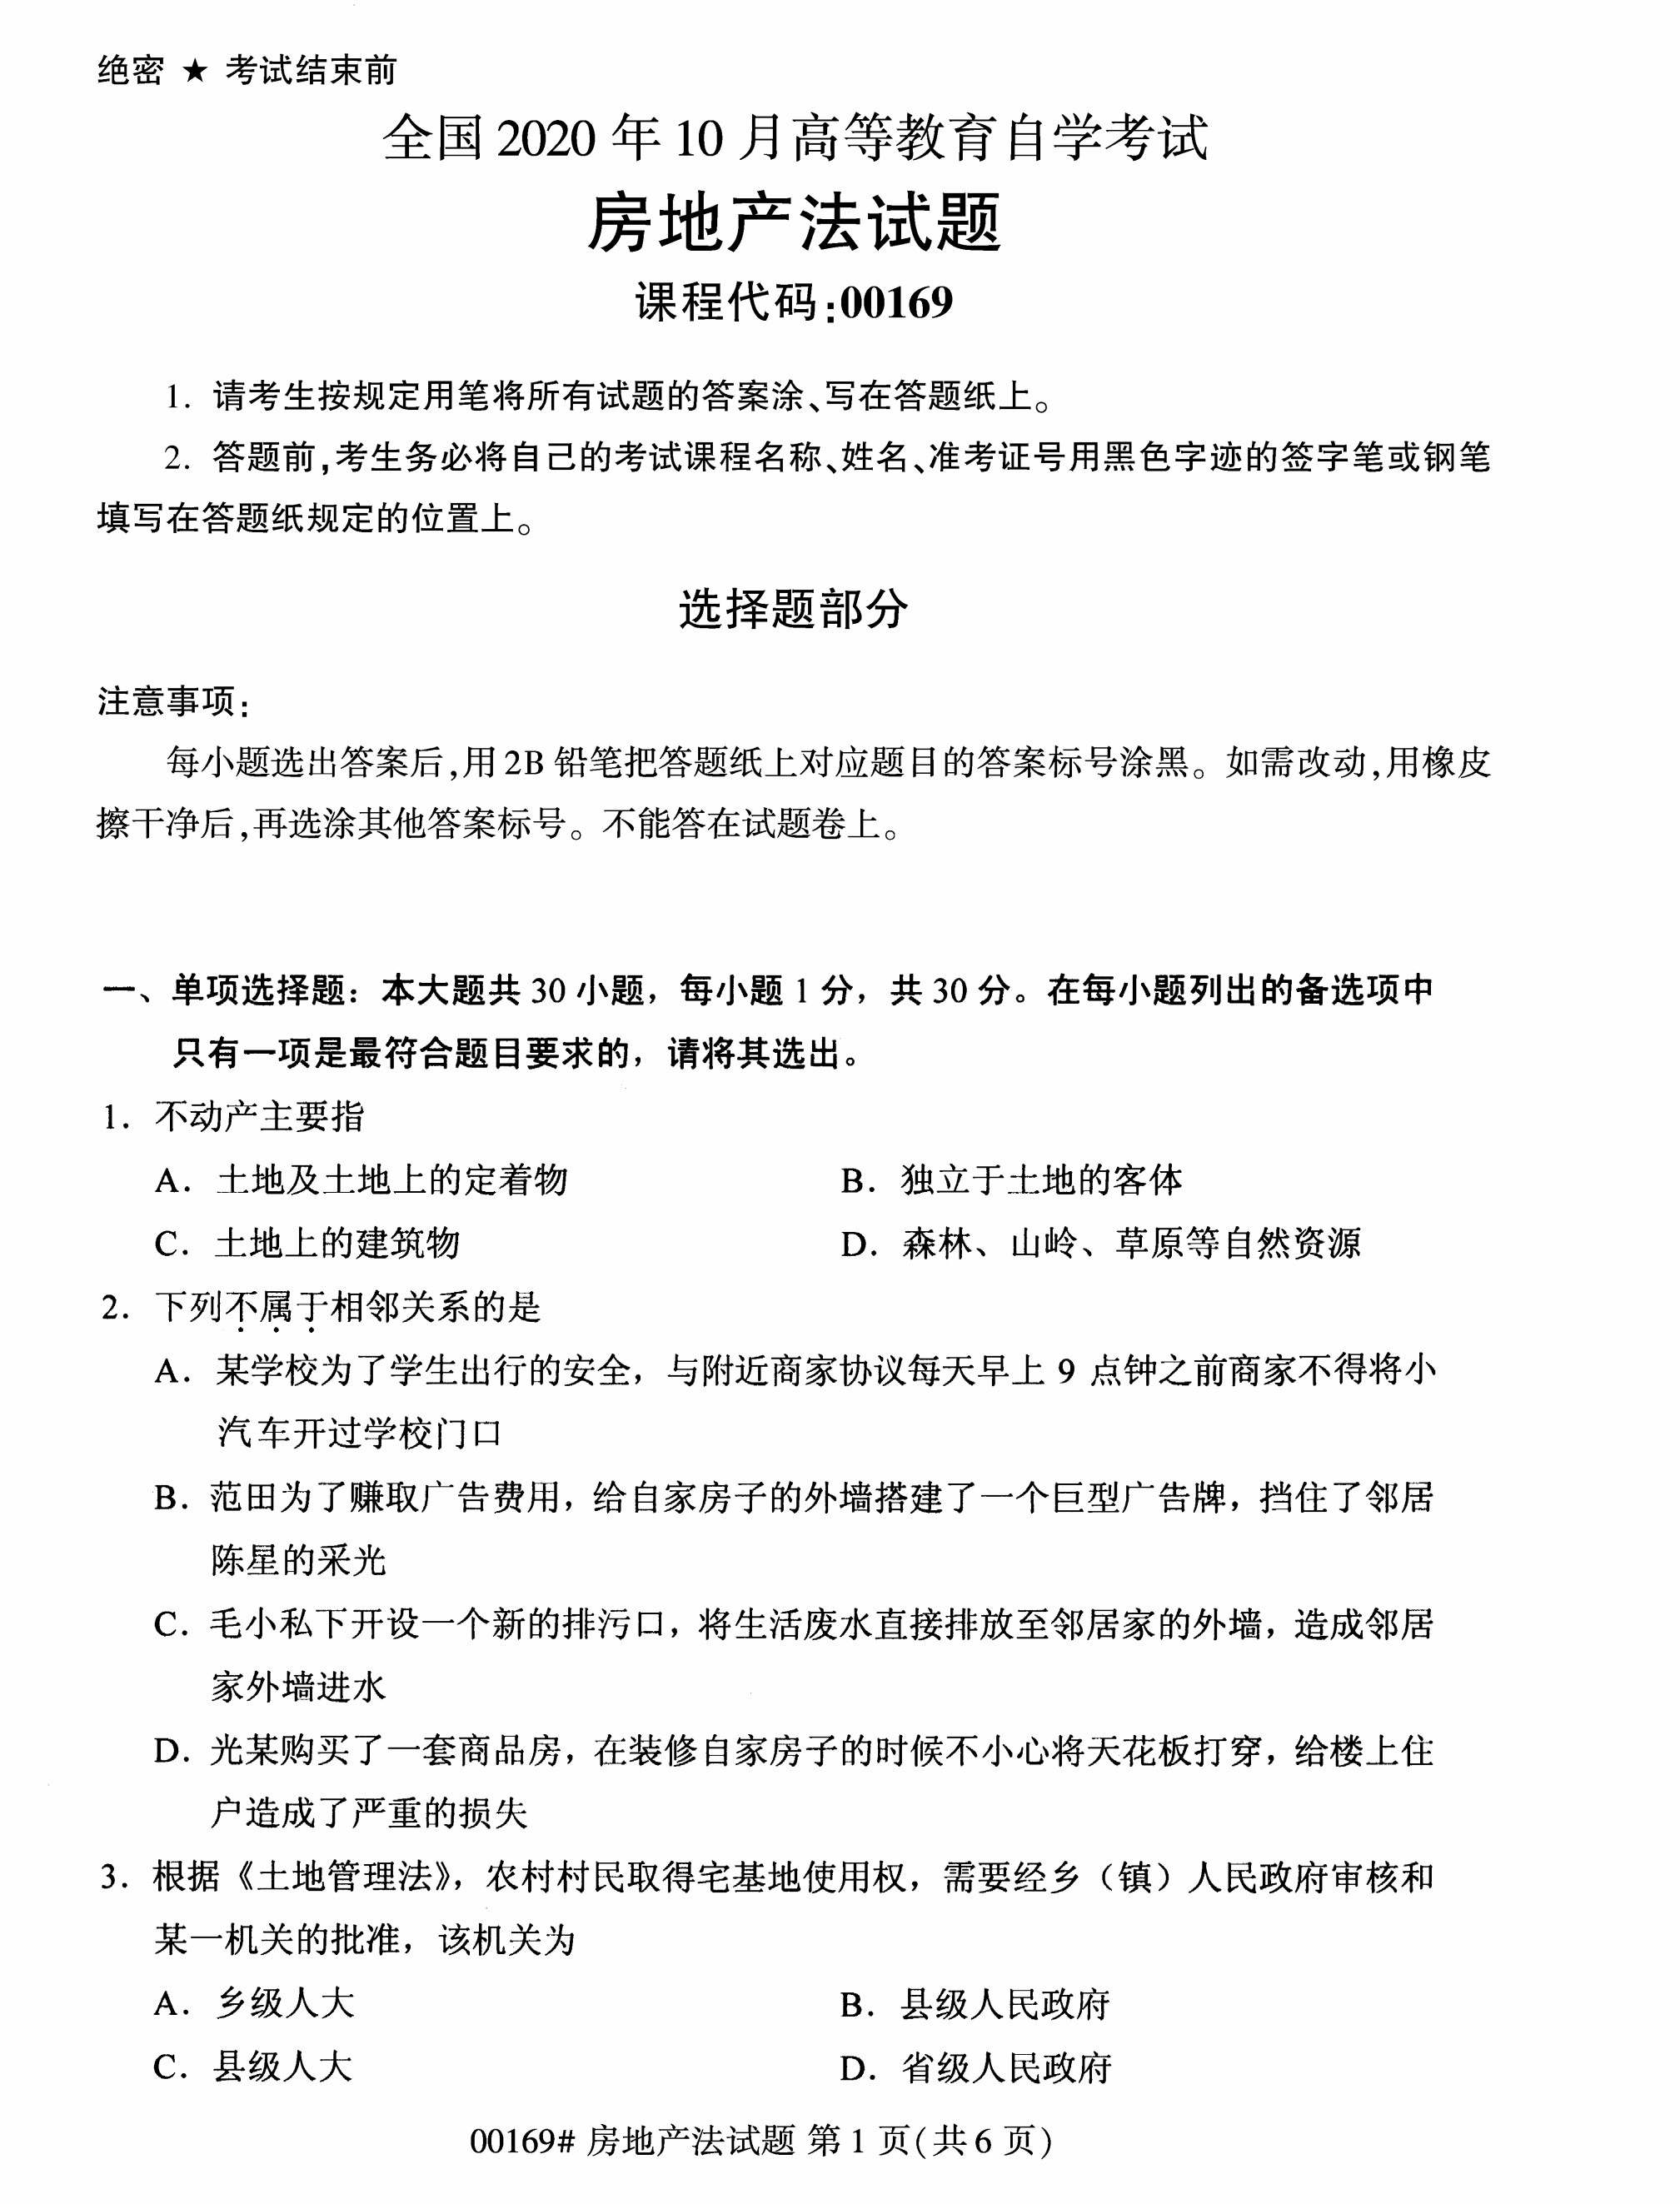 绝密 ★ 考试结束前
全国 2020 年 10 月高等教育自学考试
房地产法试题
课程代码:00169
1. 请考生按规定用笔将所有试题的答案涂、写在答题纸上。
2. 答题前,考生务必将自己的考试课程名称、姓名、准考证号用黑色字迹的签字笔或钢笔
填写在答题纸规定的位置上。
选择题部分
注意事项:
每小题选出答案后,用 2B 铅笔把答题纸上对应题目的答案标号涂黑。如需改动,用橡皮
擦干净后,再选涂其他答案标号。不能答在试题卷上。
一、单项选择题：本大题共 30 小题，每小题 1 分，共 30 分。在每小题列出的备选项中
只有一项是最符合题目要求的，请将其选出。
1. 不动产主要指
A. 土地及土地上的定着物 B. 独立于土地的客体
C. 土地上的建筑物 D. 森林、山岭、草原等自然资源
2. 下列不属于相邻关系的是
A. 某学校为了学生出行的安全，与附近商家协议每天早上 9 点钟之前商家不得将小
汽车开过学校门口
B. 范田为了赚取广告费用，给自家房子的外墙搭建了一个巨型广告牌，挡住了邻居
陈星的采光
C. 毛小私下开设一个新的排污口，将生活废水直接排放至邻居家的外墙，造成邻居
家外墙进水
D. 光某购买了一套商品房，在装修自家房子的时候不小心将天花板打穿，给楼上住
户造成了严重的损失
3. 根据《土地管理法》，农村村民取得宅基地使用权，需要经乡（镇）人民政府审核和
某一机关的批准，该机关为
A. 乡级人大 B. 县级人民政府
C. 县级人大 D. 省级人民政府
00169# 房地产法试题 第 1 页(共 6 页)